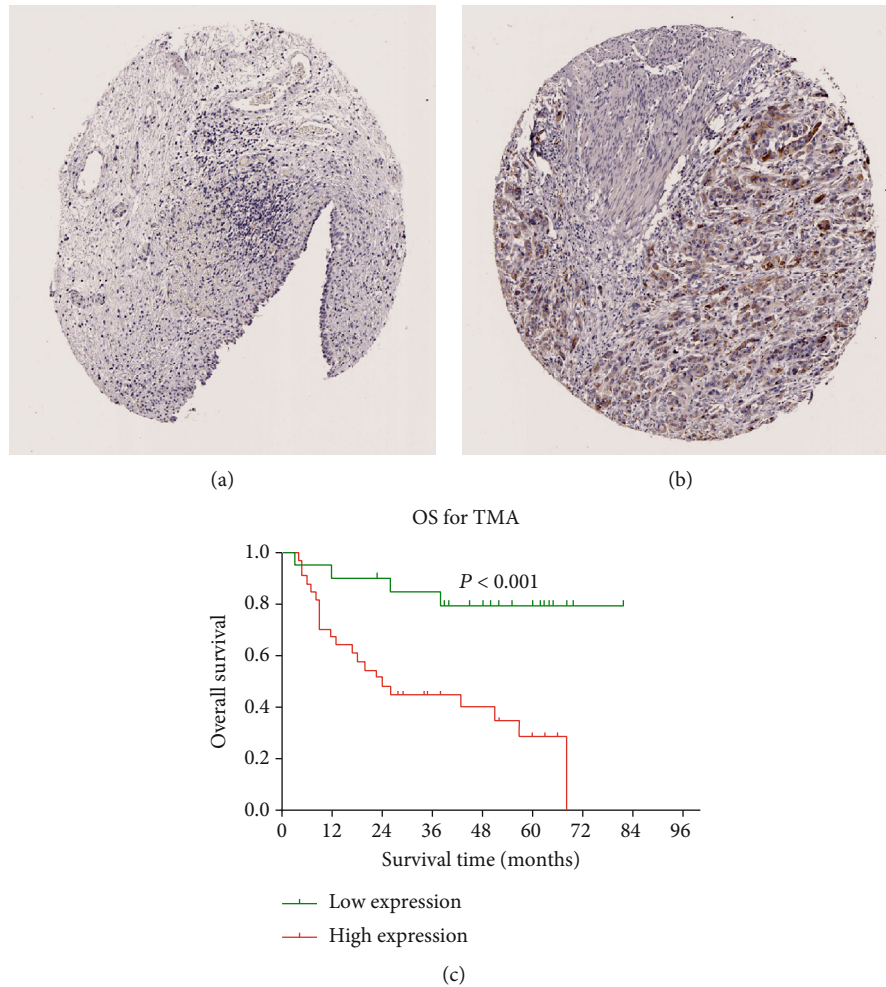 (a)
(b)
OS for TMA
1.0
0.8
0.6
0.4
0.2
0.0
Overall survival
P < 0.001
0 12 24 36 48 60 72 84 96
Survival time (months)
Low expression
High expression
(c)